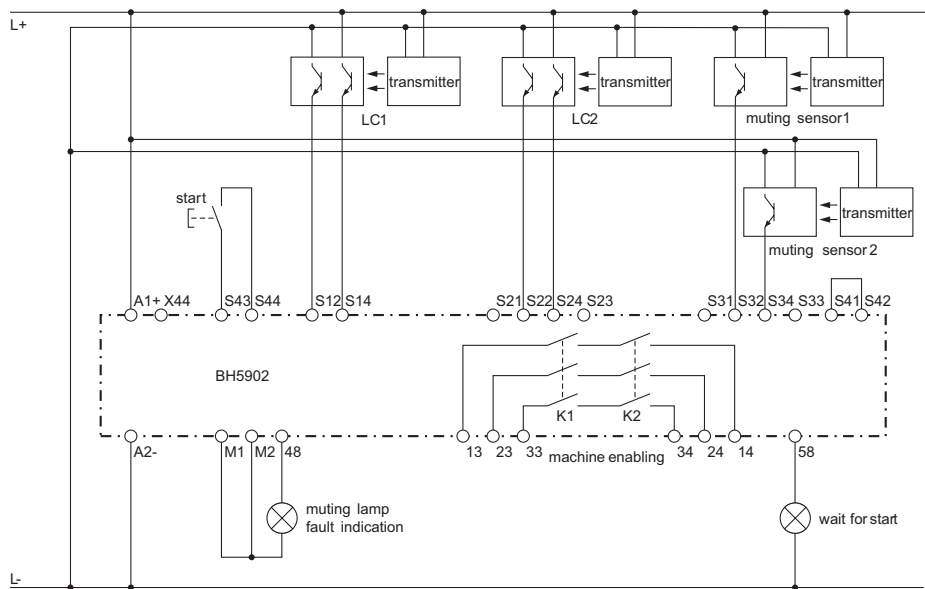 L+
transmitter
transmitter
transmitter
LC1
LC2
muting sensor1
start
transmitter
muting sensor 2
A1+ X44
S43 S44
S12 S14
S21 S22 S24 S23
S31 S32 S34 S33 S41 S42
BH5902
K1
K2
A2-
M1
M2
48
13
23
33
machine enabling
34
24
14
58
muting lamp
fault indication
wait for start
L-